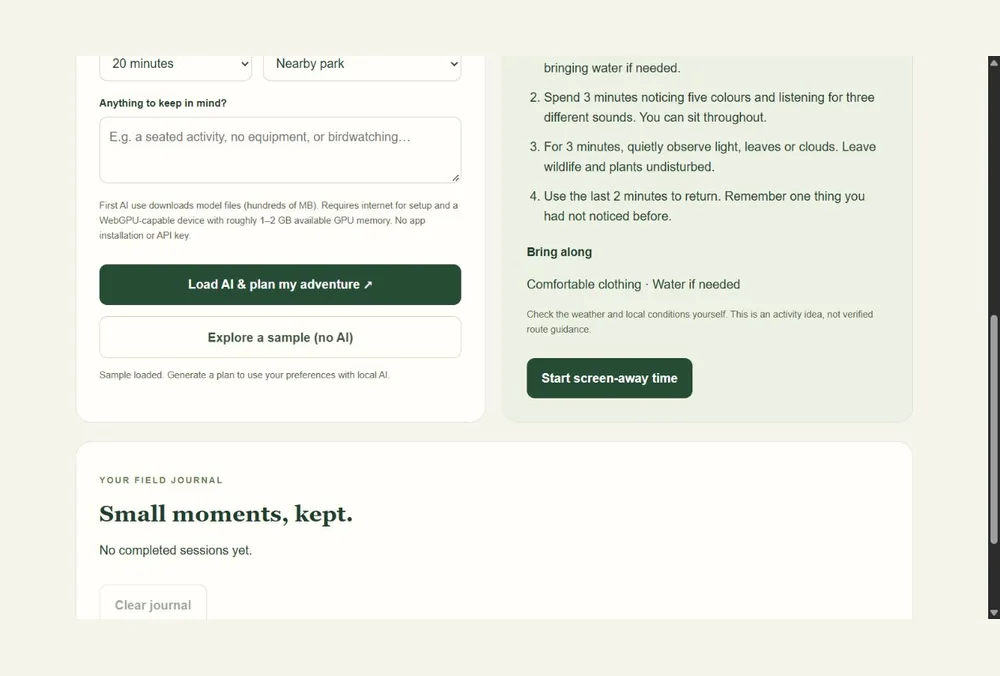 20 minutes
Nearby park
Anything to keep in mind?
E.g. a seated activity, no equipment, or birdwatching…
First AI use downloads model files (hundreds of MB). Requires internet for setup and a
WebGPU-capable device with roughly 1–2 GB available GPU memory. No app
installation or API key.
Load AI & plan my adventure ↗
Explore a sample (no AI)
Sample loaded. Generate a plan to use your preferences with local AI.
bringing water if needed.
2. Spend 3 minutes noticing five colours and listening for three
different sounds. You can sit throughout.
3. For 3 minutes, quietly observe light, leaves or clouds. Leave
wildlife and plants undisturbed.
4. Use the last 2 minutes to return. Remember one thing you
had not noticed before.
Bring along
Comfortable clothing · Water if needed
Check the weather and local conditions yourself. This is an activity idea, not verified
route guidance.
Start screen-away time
YOUR FIELD JOURNAL
Small moments, kept.
No completed sessions yet.
Clear journal